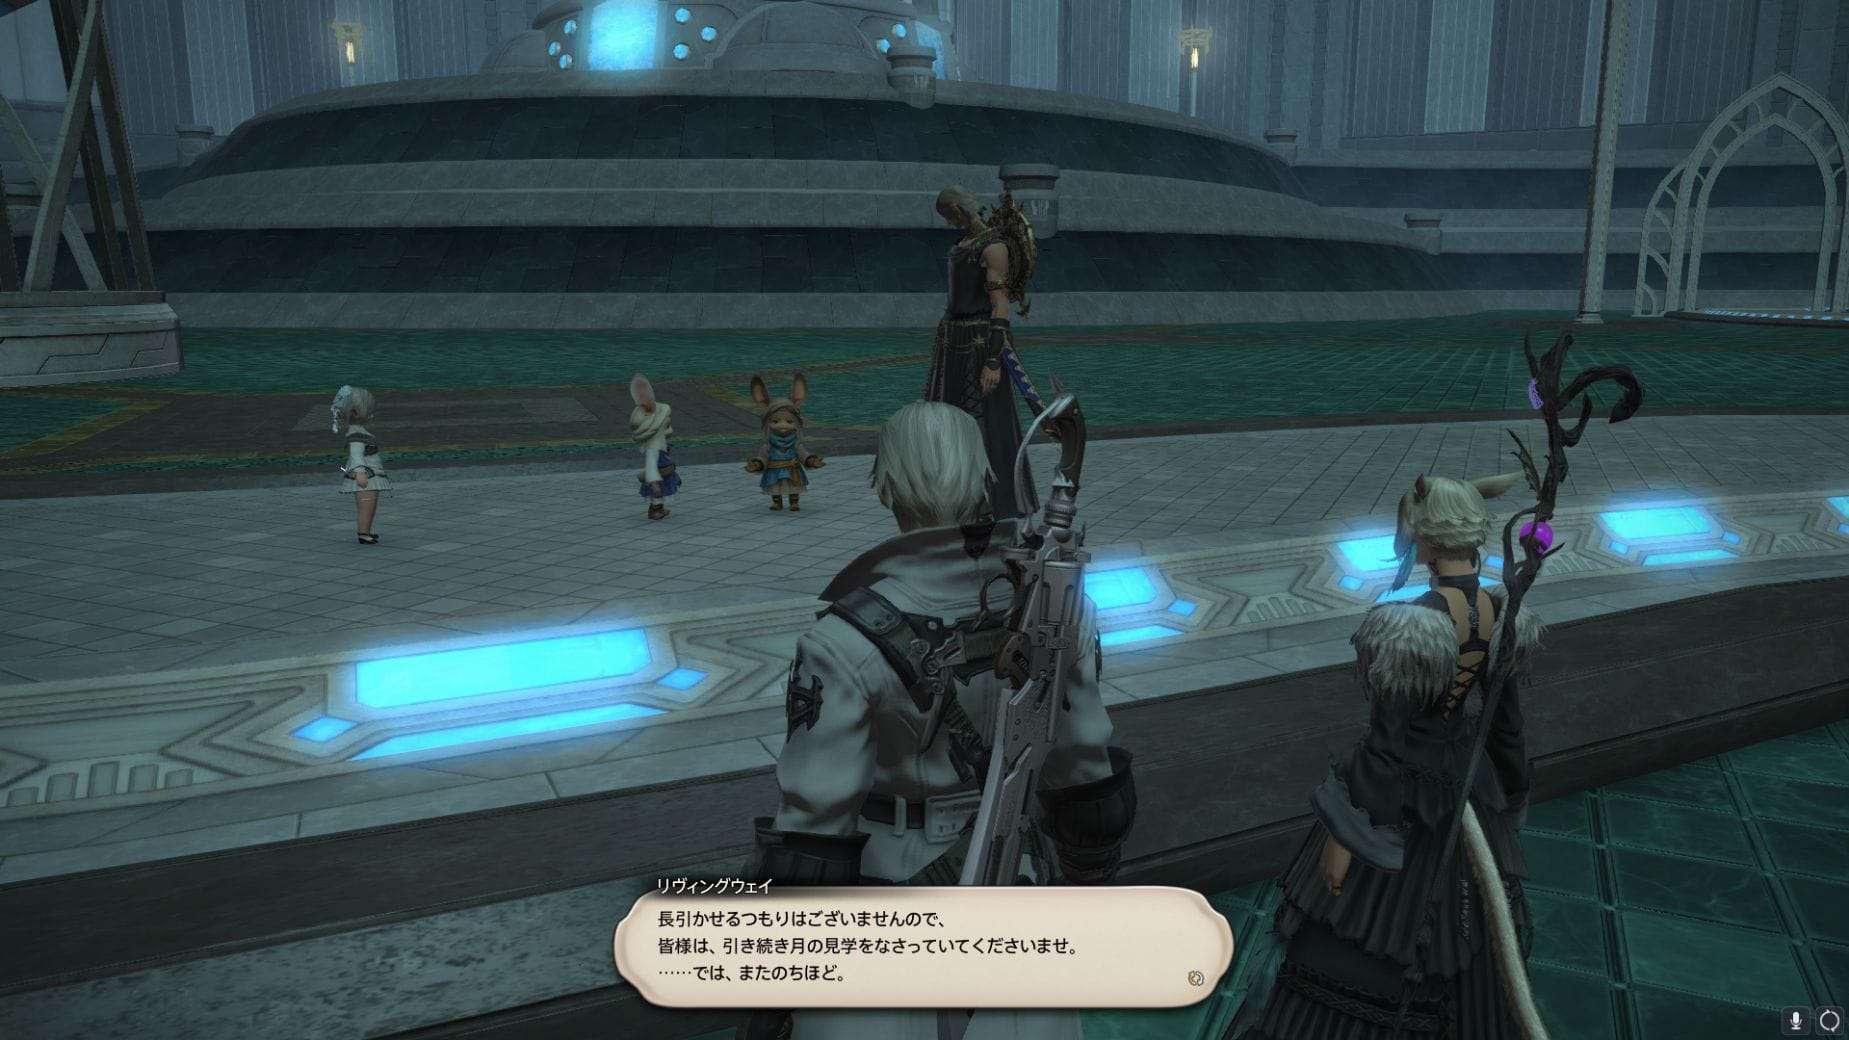 リヴィングウェイ
長引かせるつもりはございませんので、
皆様は、引き続き月の見学をなさっていてくださいませ。
……では、またのちほど。